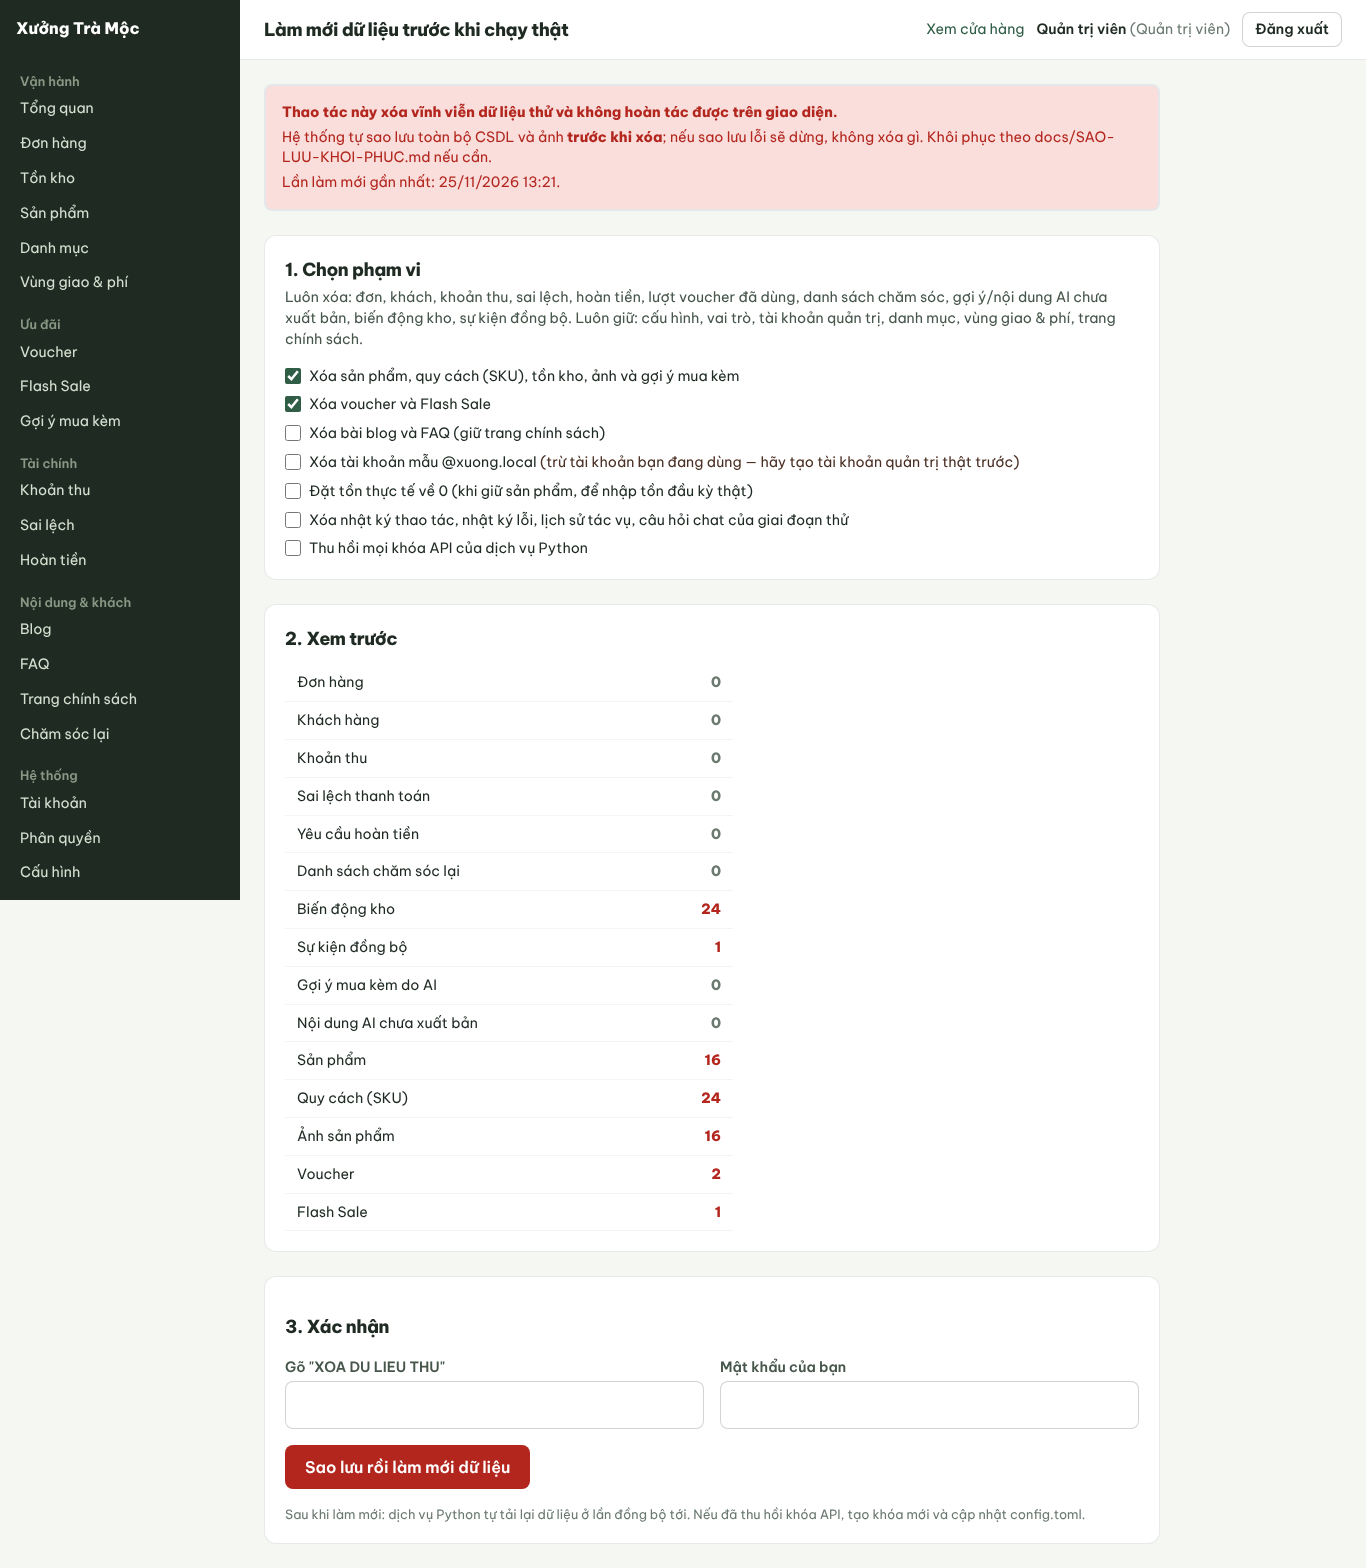 Xưởng Trà Mộc
Vận hành
Tổng quan
Đơn hàng
Tồn kho
Sản phẩm
Danh mục
Vùng giao & phí
Ưu đãi
Voucher
Flash Sale
Gợi ý mua kèm
Tài chính
Khoản thu
Sai lệch
Hoàn tiền
Nội dung & khách
Blog
FAQ
Trang chính sách
Chăm sóc lại
Hệ thống
Tài khoản
Phân quyền
Cấu hình
Làm mới dữ liệu trước khi chạy thật
Xem cửa hàng Quản trị viên (Quản trị viên) Đăng xuất
Thao tác này xóa vĩnh viễn dữ liệu thử và không hoàn tác được trên giao diện.
Hệ thống tự sao lưu toàn bộ CSDL và ảnh trước khi xóa; nếu sao lưu lỗi sẽ dừng, không xóa gì. Khôi phục theo docs/SAO-
LUU-KHOI-PHUC.md nếu cần.
Lần làm mới gần nhất: 25/11/2026 13:21.
1. Chọn phạm vi
Luôn xóa: đơn, khách, khoản thu, sai lệch, hoàn tiền, lượt voucher đã dùng, danh sách chăm sóc, gợi ý/nội dung AI chưa
xuất bản, biến động kho, sự kiện đồng bộ. Luôn giữ: cấu hình, vai trò, tài khoản quản trị, danh mục, vùng giao & phí, trang
chính sách.
Xóa sản phẩm, quy cách (SKU), tồn kho, ảnh và gợi ý mua kèm
Xóa voucher và Flash Sale
Xóa bài blog và FAQ (giữ trang chính sách)
Xóa tài khoản mẫu @xuong.local (trừ tài khoản bạn đang dùng — hãy tạo tài khoản quản trị thật trước)
Đặt tồn thực tế về 0 (khi giữ sản phẩm, để nhập tồn đầu kỳ thật)
Xóa nhật ký thao tác, nhật ký lỗi, lịch sử tác vụ, câu hỏi chat của giai đoạn thử
Thu hồi mọi khóa API của dịch vụ Python
2. Xem trước
Đơn hàng 0
Khách hàng 0
Khoản thu 0
Sai lệch thanh toán 0
Yêu cầu hoàn tiền 0
Danh sách chăm sóc lại 0
Biến động kho 24
Sự kiện đồng bộ 1
Gợi ý mua kèm do AI 0
Nội dung AI chưa xuất bản 0
Sản phẩm 16
Quy cách (SKU) 24
Ảnh sản phẩm 16
Voucher 2
Flash Sale 1
3. Xác nhận
Gõ "XOA DU LIEU THU" Mật khẩu của bạn
Sao lưu rồi làm mới dữ liệu
Sau khi làm mới: dịch vụ Python tự tải lại dữ liệu ở lần đồng bộ tới. Nếu đã thu hồi khóa API, tạo khóa mới và cập nhật config.toml.